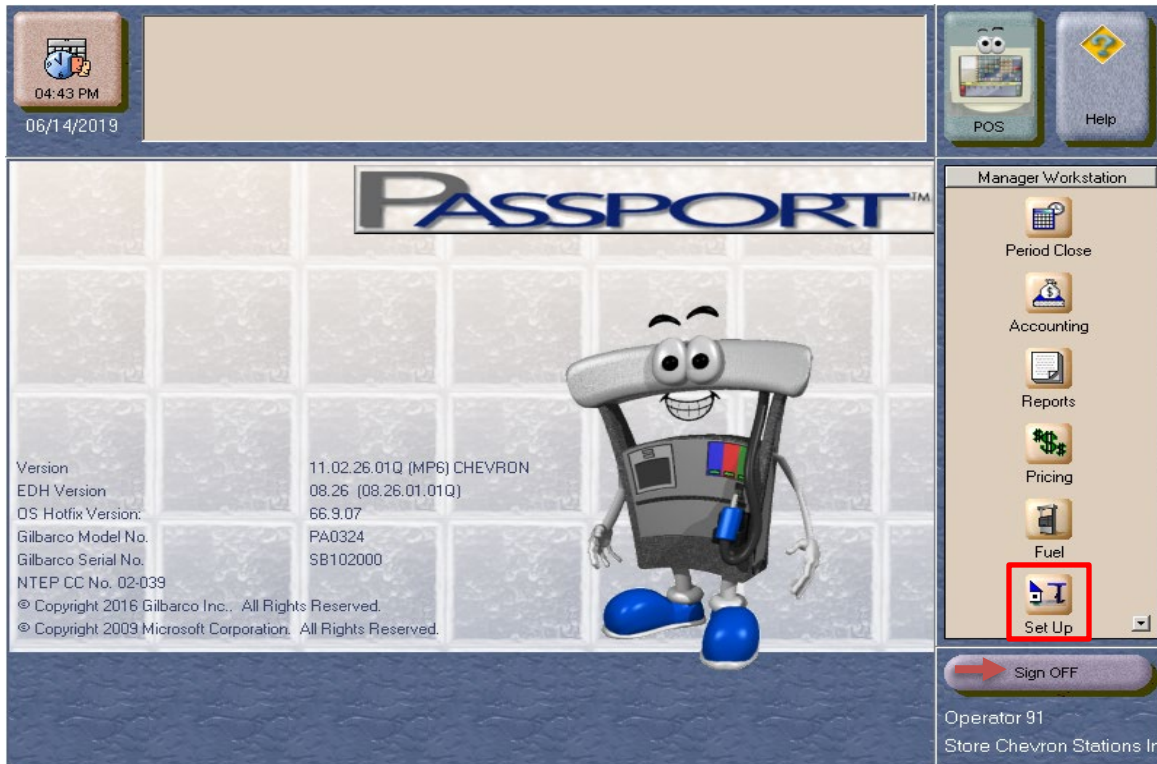 04:43 PM
06/14/2019
POS
Help
PASSPORT™
Manager Workstation
Period Close
Accounting
Reports
Pricing
Fuel
Set Up
Version 11.02.26.01Q (MP6) CHEVRON
EDH Version 08.26 (08.26.01.01Q)
OS Hotfix Version: 66.9.07
Gilbarco Model No. PA0324
Gilbarco Serial No. SB102000
NTEP CC No. 02-039
© Copyright 2016 Gilbarco Inc.. All Rights Reserved.
© Copyright 2009 Microsoft Corporation. All Rights Reserved.
Sign OFF
Operator 91
Store Chevron Stations In